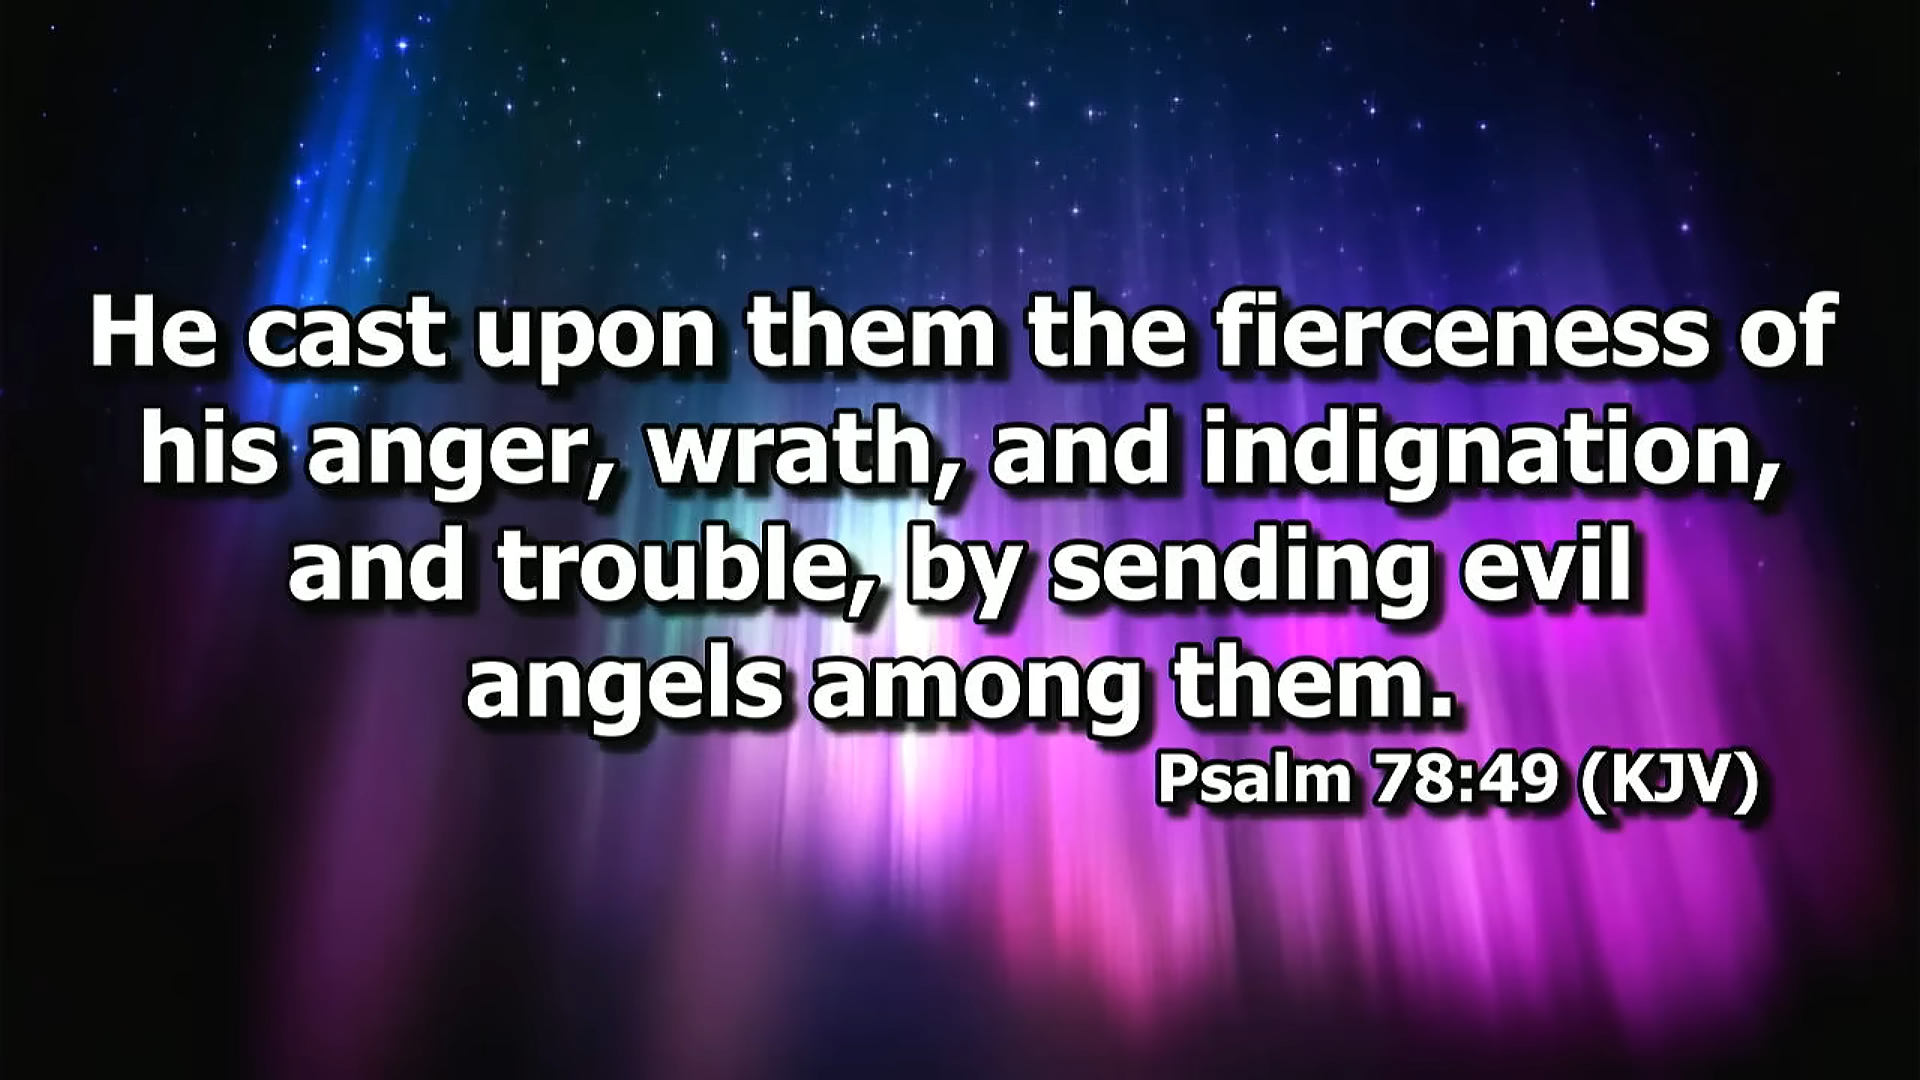 He cast upon them the fierceness of
his anger, wrath, and indignation,
and trouble, by sending evil
angels among them.
Psalm 78:49 (KJV)